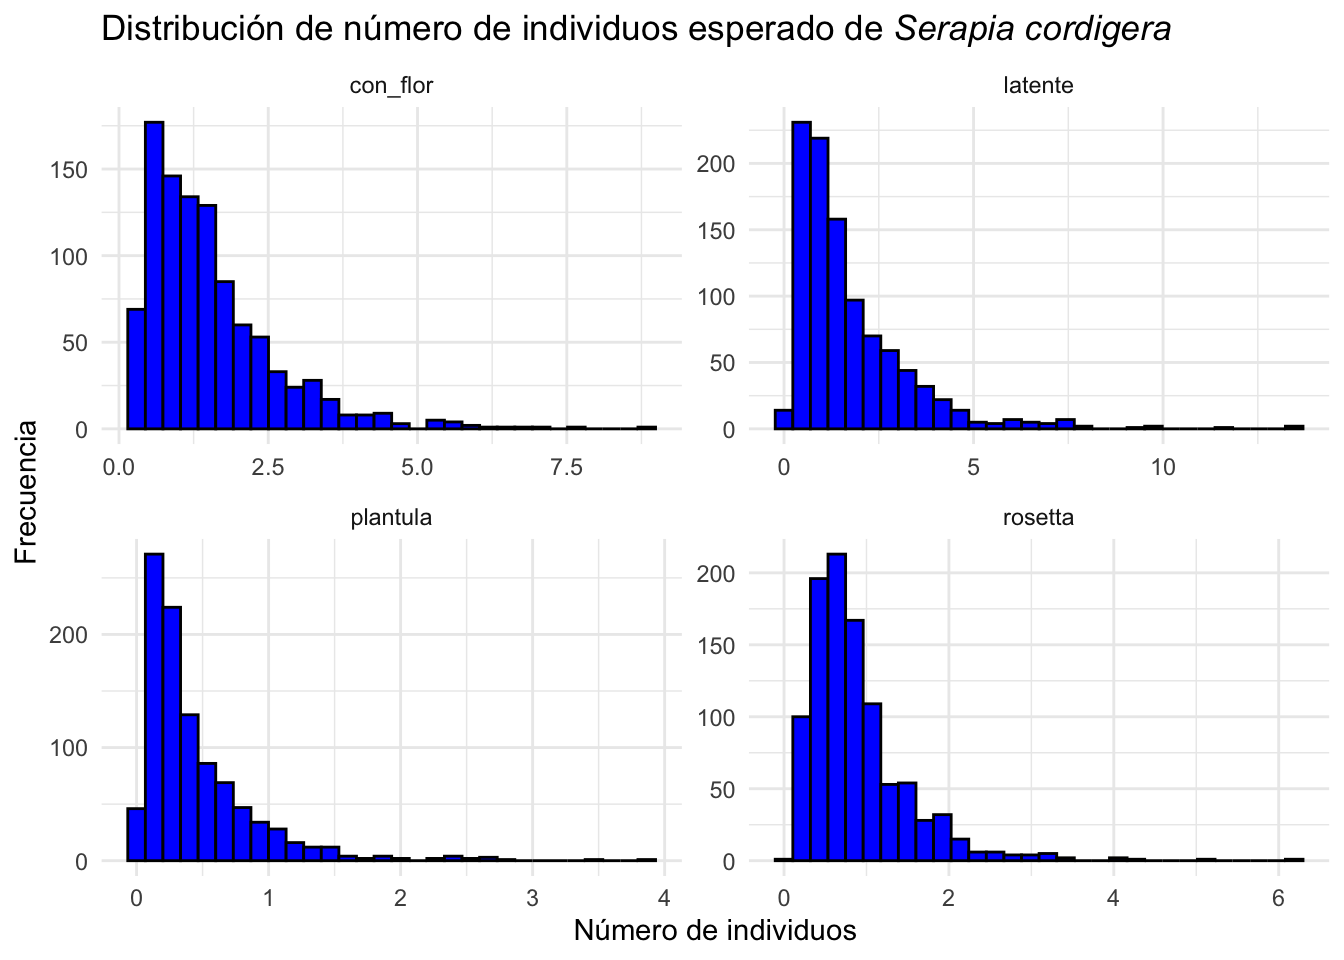 Distribución de número de individuos esperado de Serapia cordigera
con_flor
latente
150
100
50
0
0.0 2.5 5.0 7.5
200
150
100
50
0
0 5 10
Frecuencia
plantula
rosetta
200
100
0
0 1 2 3 4
200
150
100
50
0
0 2 4 6
Número de individuos